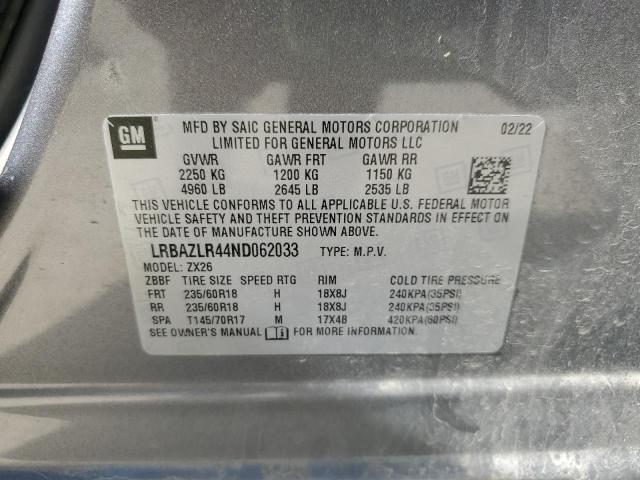 GM ®
MFD BY SAIC GENERAL MOTORS CORPORATION 02/22
LIMITED FOR GENERAL MOTORS LLC
GVWR GAWR FRT GAWR RR
2250 KG 1200 KG 1150 KG
4960 LB 2645 LB 2535 LB
THIS VEHICLE CONFORMS TO ALL APPLICABLE U.S. FEDERAL MOTOR
VEHICLE SAFETY AND THEFT PREVENTION STANDARDS IN EFFECT ON
THE DATE OF MANUFACTURE SHOWN ABOVE.
LRBAZLR44ND062033 TYPE: M.P.V.
MODEL: ZX26
ZBBF TIRE SIZE SPEED RTG RIM COLD TIRE PRESSURE
FRT 235/60R18 H 18X8J 240KPA(35PSI)
RR 235/60R18 H 18X8J 240KPA(35PSI)
SPA T145/70R17 M 17X4B 420KPA(60PSI)
SEE OWNER'S MANUAL FOR MORE INFORMATION